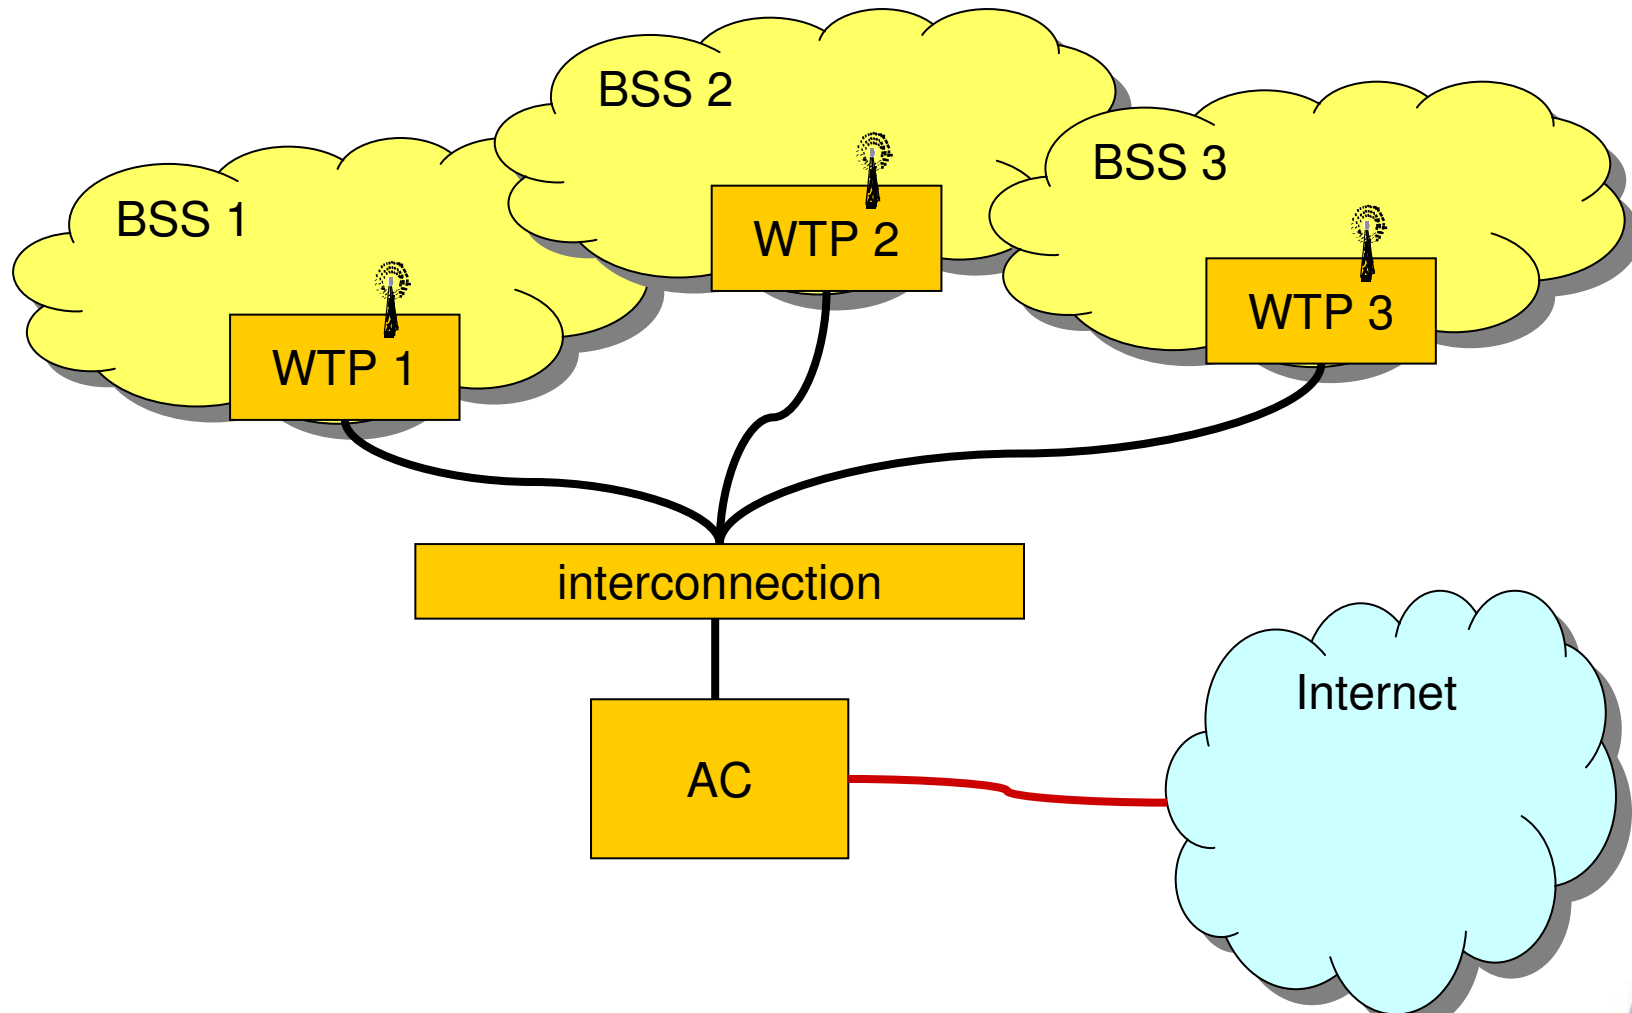 BSS 1
BSS 2
BSS 3
WTP 1
WTP 2
WTP 3
interconnection
AC
Internet